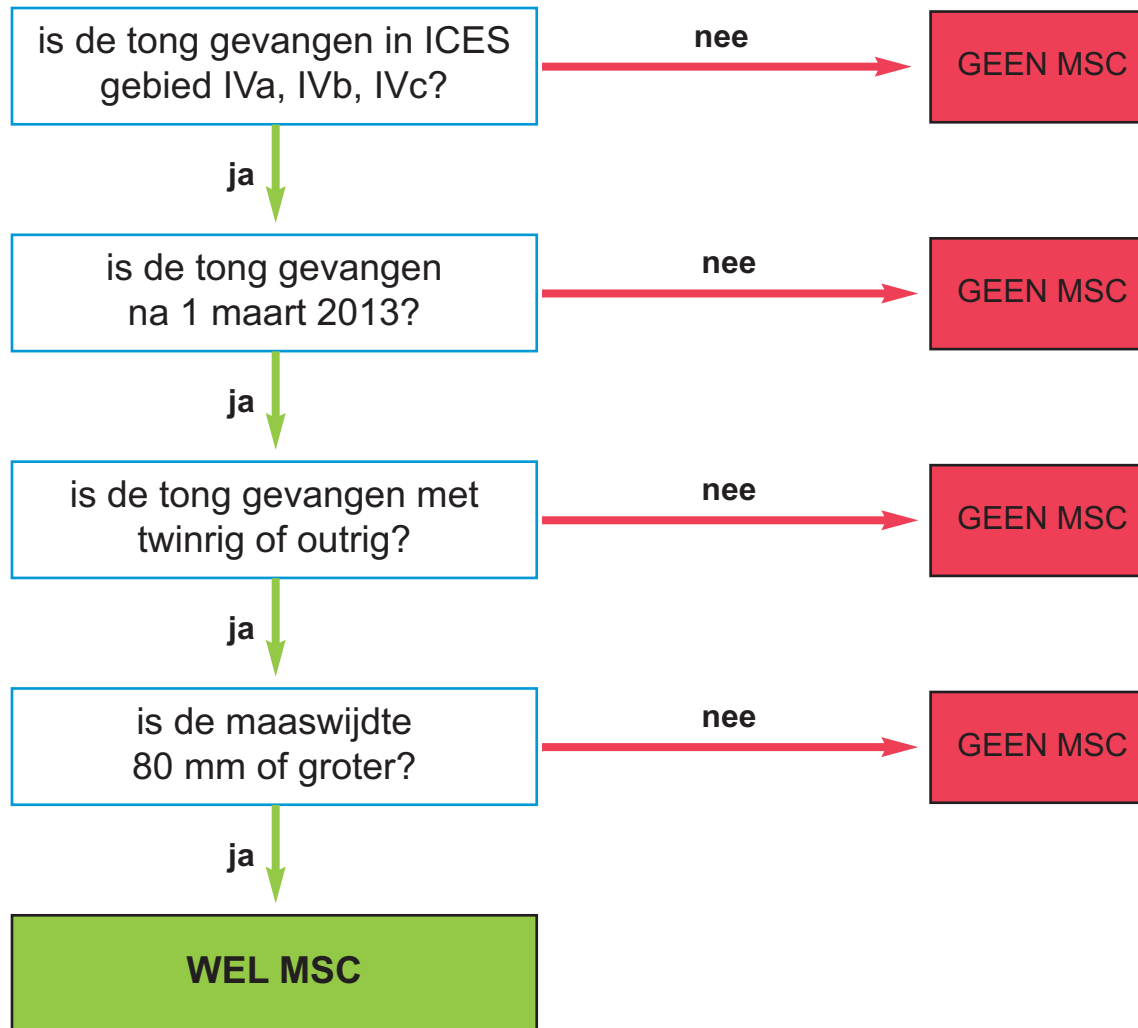 is de tong gevangen in ICES
gebied IVa, IVb, IVc?
nee
GEEN MSC
ja
is de tong gevangen
na 1 maart 2013?
nee
GEEN MSC
ja
is de tong gevangen met
twinrig of outrig?
nee
GEEN MSC
ja
is de maaswijdte
80 mm of groter?
nee
GEEN MSC
ja
WEL MSC